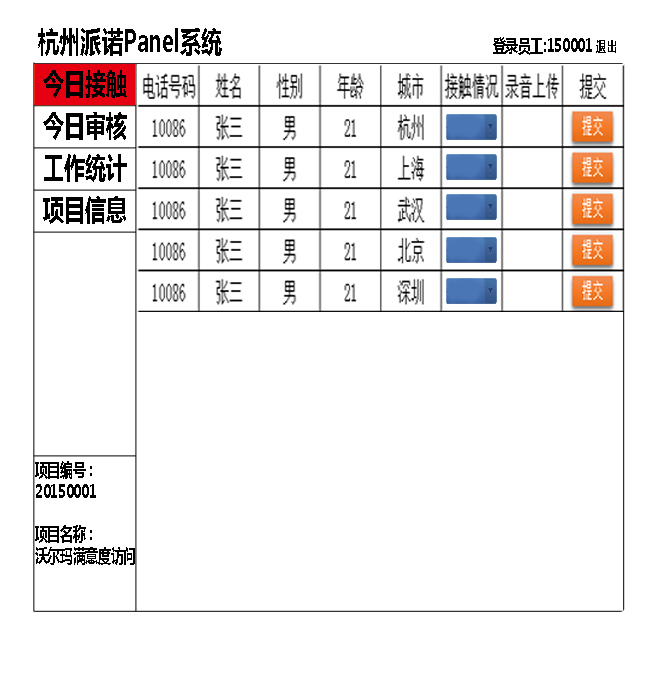 杭州派诺Panel系统
登录员工:150001 退出
今日接触 电话号码 姓名 性别 年龄 城市 接触情况 录音上传 提交
今日审核 10086 张三 男 21 杭州 提交
工作统计 10086 张三 男 21 上海 提交
项目信息 10086 张三 男 21 武汉 提交
10086 张三 男 21 北京 提交
10086 张三 男 21 深圳 提交
项目编号：
20150001
项目名称：
沃尔玛满意度访问